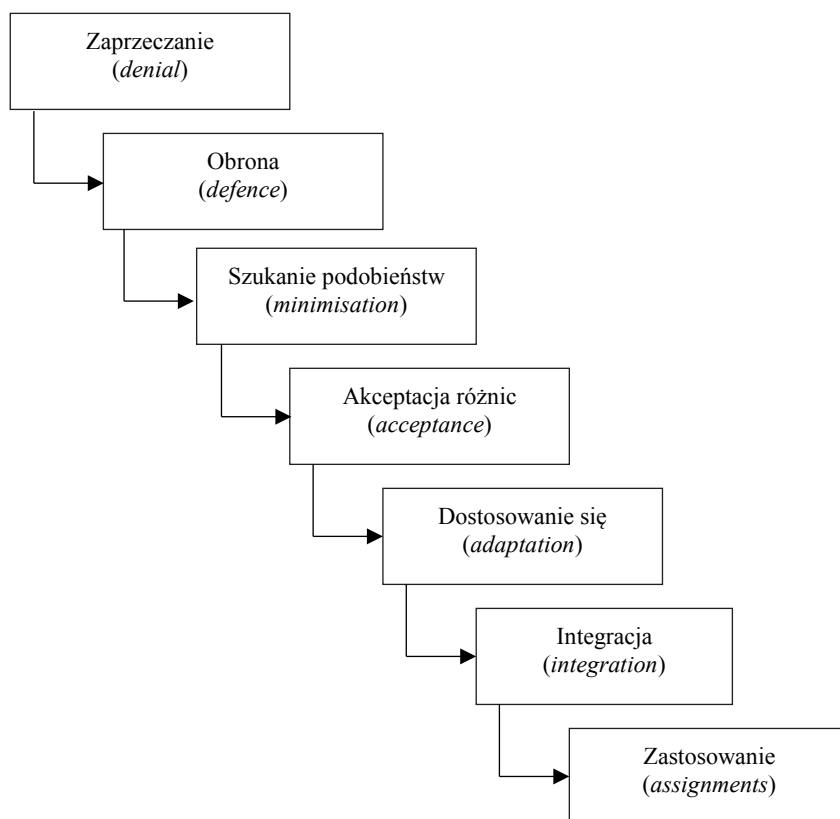 Zaprzeczanie
(denial)
Obrona
(defence)
Szukanie podobieństw
(minimisation)
Akceptacja różnic
(acceptance)
Dostosowanie się
(adaptation)
Integracja
(integration)
Zastosowanie
(assignments)